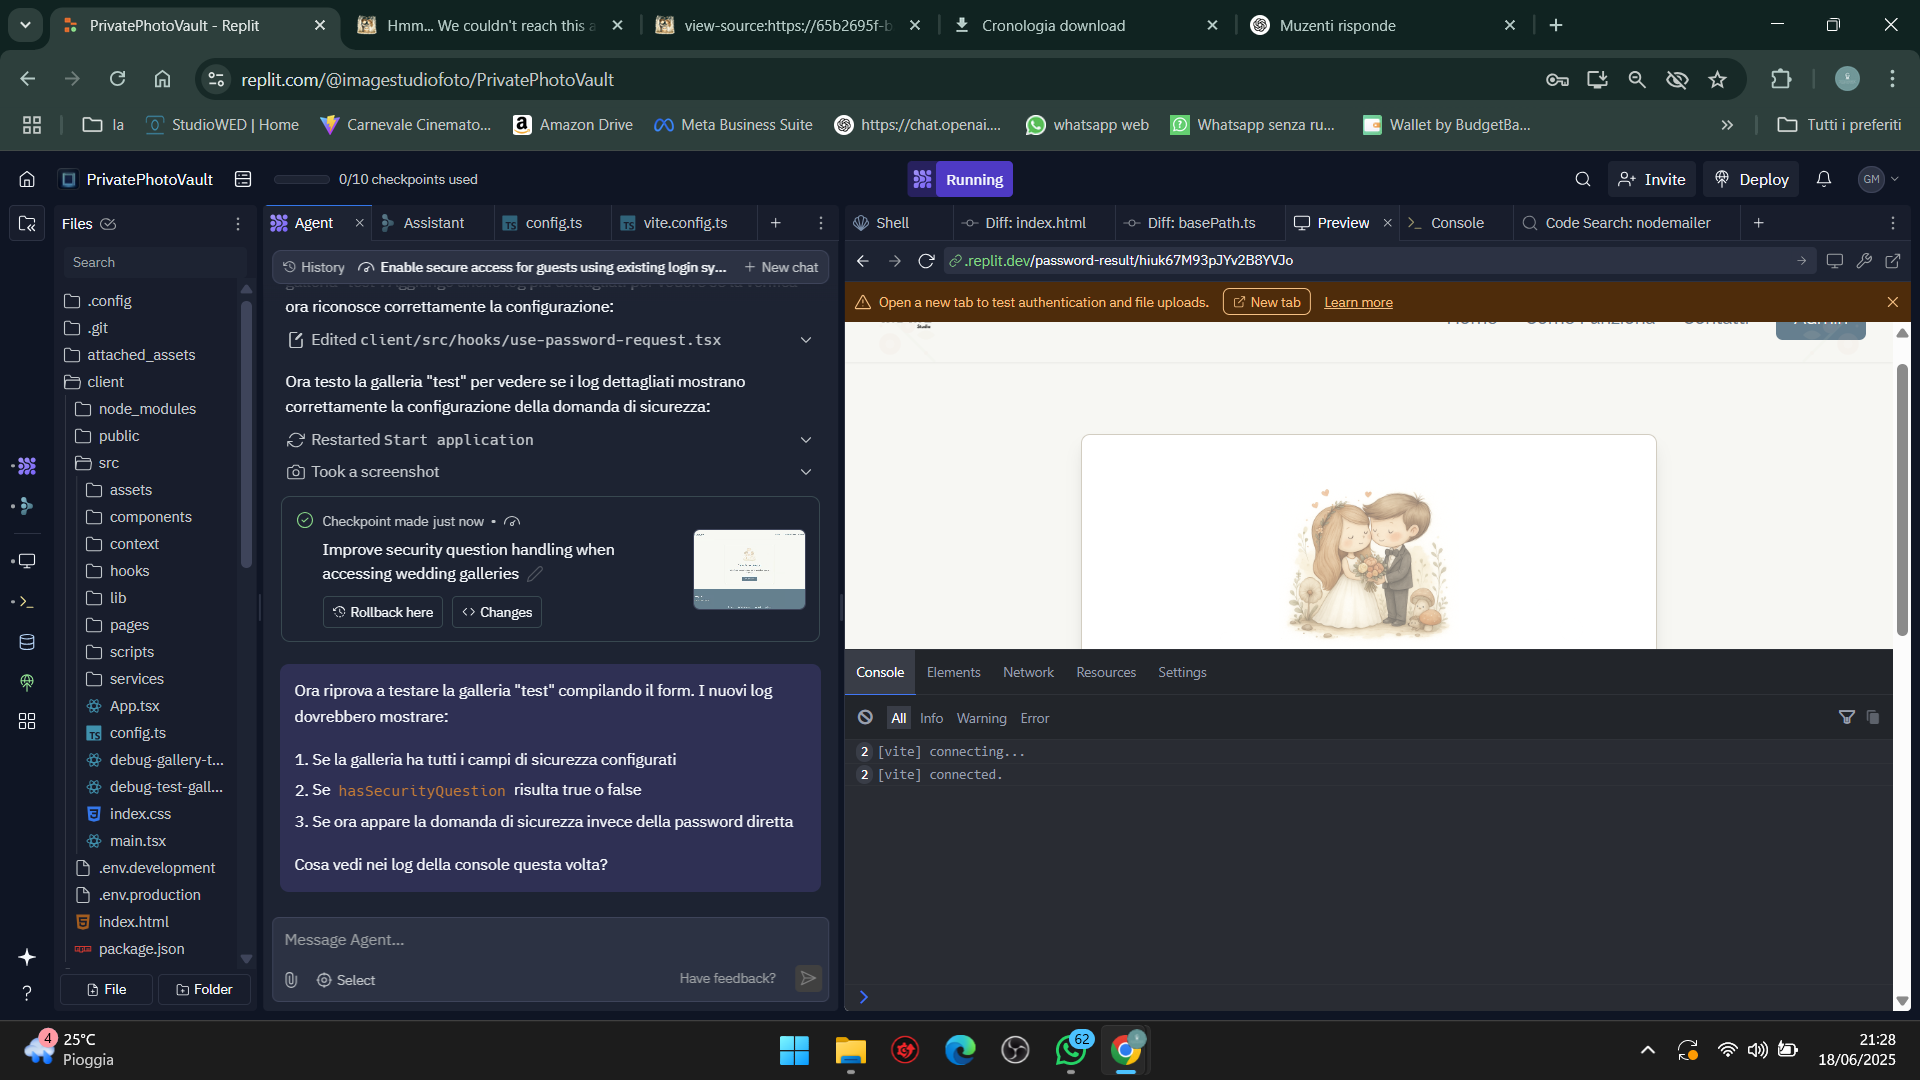 PrivatePhotoVault - Replit
Hmm... We couldn't reach this a
view-source:https://65b2695f-b
Cronologia download
Muzenti risponde
replit.com/@imagestudiofoto/PrivatePhotoVault
Ia
StudioWED | Home
Carnevale Cinemato...
Amazon Drive
Meta Business Suite
https://chat.openai....
whatsapp web
Whatsapp senza ru...
Wallet by BudgetBa...
Tutti i preferiti
PrivatePhotoVault
0/10 checkpoints used
Running
Invite
Deploy
GM
Files
Agent
Assistant
config.ts
vite.config.ts
Shell
Diff: index.html
Diff: basePath.ts
Preview
Console
Code Search: nodemailer
Search
History
Enable secure access for guests using existing login sy...
New chat
.replit.dev/password-result/hiuk67M93pJYv2B8YVJo
Open a new tab to test authentication and file uploads.
New tab
Learn more
.config
.git
attached_assets
client
node_modules
public
src
assets
components
context
hooks
lib
pages
scripts
services
App.tsx
config.ts
debug-gallery-t...
debug-test-gall...
index.css
main.tsx
.env.development
.env.production
index.html
package.json
File
Folder
ora riconosce correttamente la configurazione:
Edited client/src/hooks/use-password-request.tsx
Ora testo la galleria "test" per vedere se i log dettagliati mostrano
correttamente la configurazione della domanda di sicurezza:
Restarted Start application
Took a screenshot
Checkpoint made just now •
Improve security question handling when
accessing wedding galleries
Rollback here
Changes
Ora riprova a testare la galleria "test" compilando il form. I nuovi log
dovrebbero mostrare:
1. Se la galleria ha tutti i campi di sicurezza configurati
2. Se hasSecurityQuestion risulta true o false
3. Se ora appare la domanda di sicurezza invece della password diretta
Cosa vedi nei log della console questa volta?
Message Agent...
Select
Have feedback?
Home
Come Funziona
Contatti
Admin
Console
Elements
Network
Resources
Settings
All
Info
Warning
Error
2 [vite] connecting...
2 [vite] connected.
4
25°C
Pioggia
62
21:28
18/06/2025